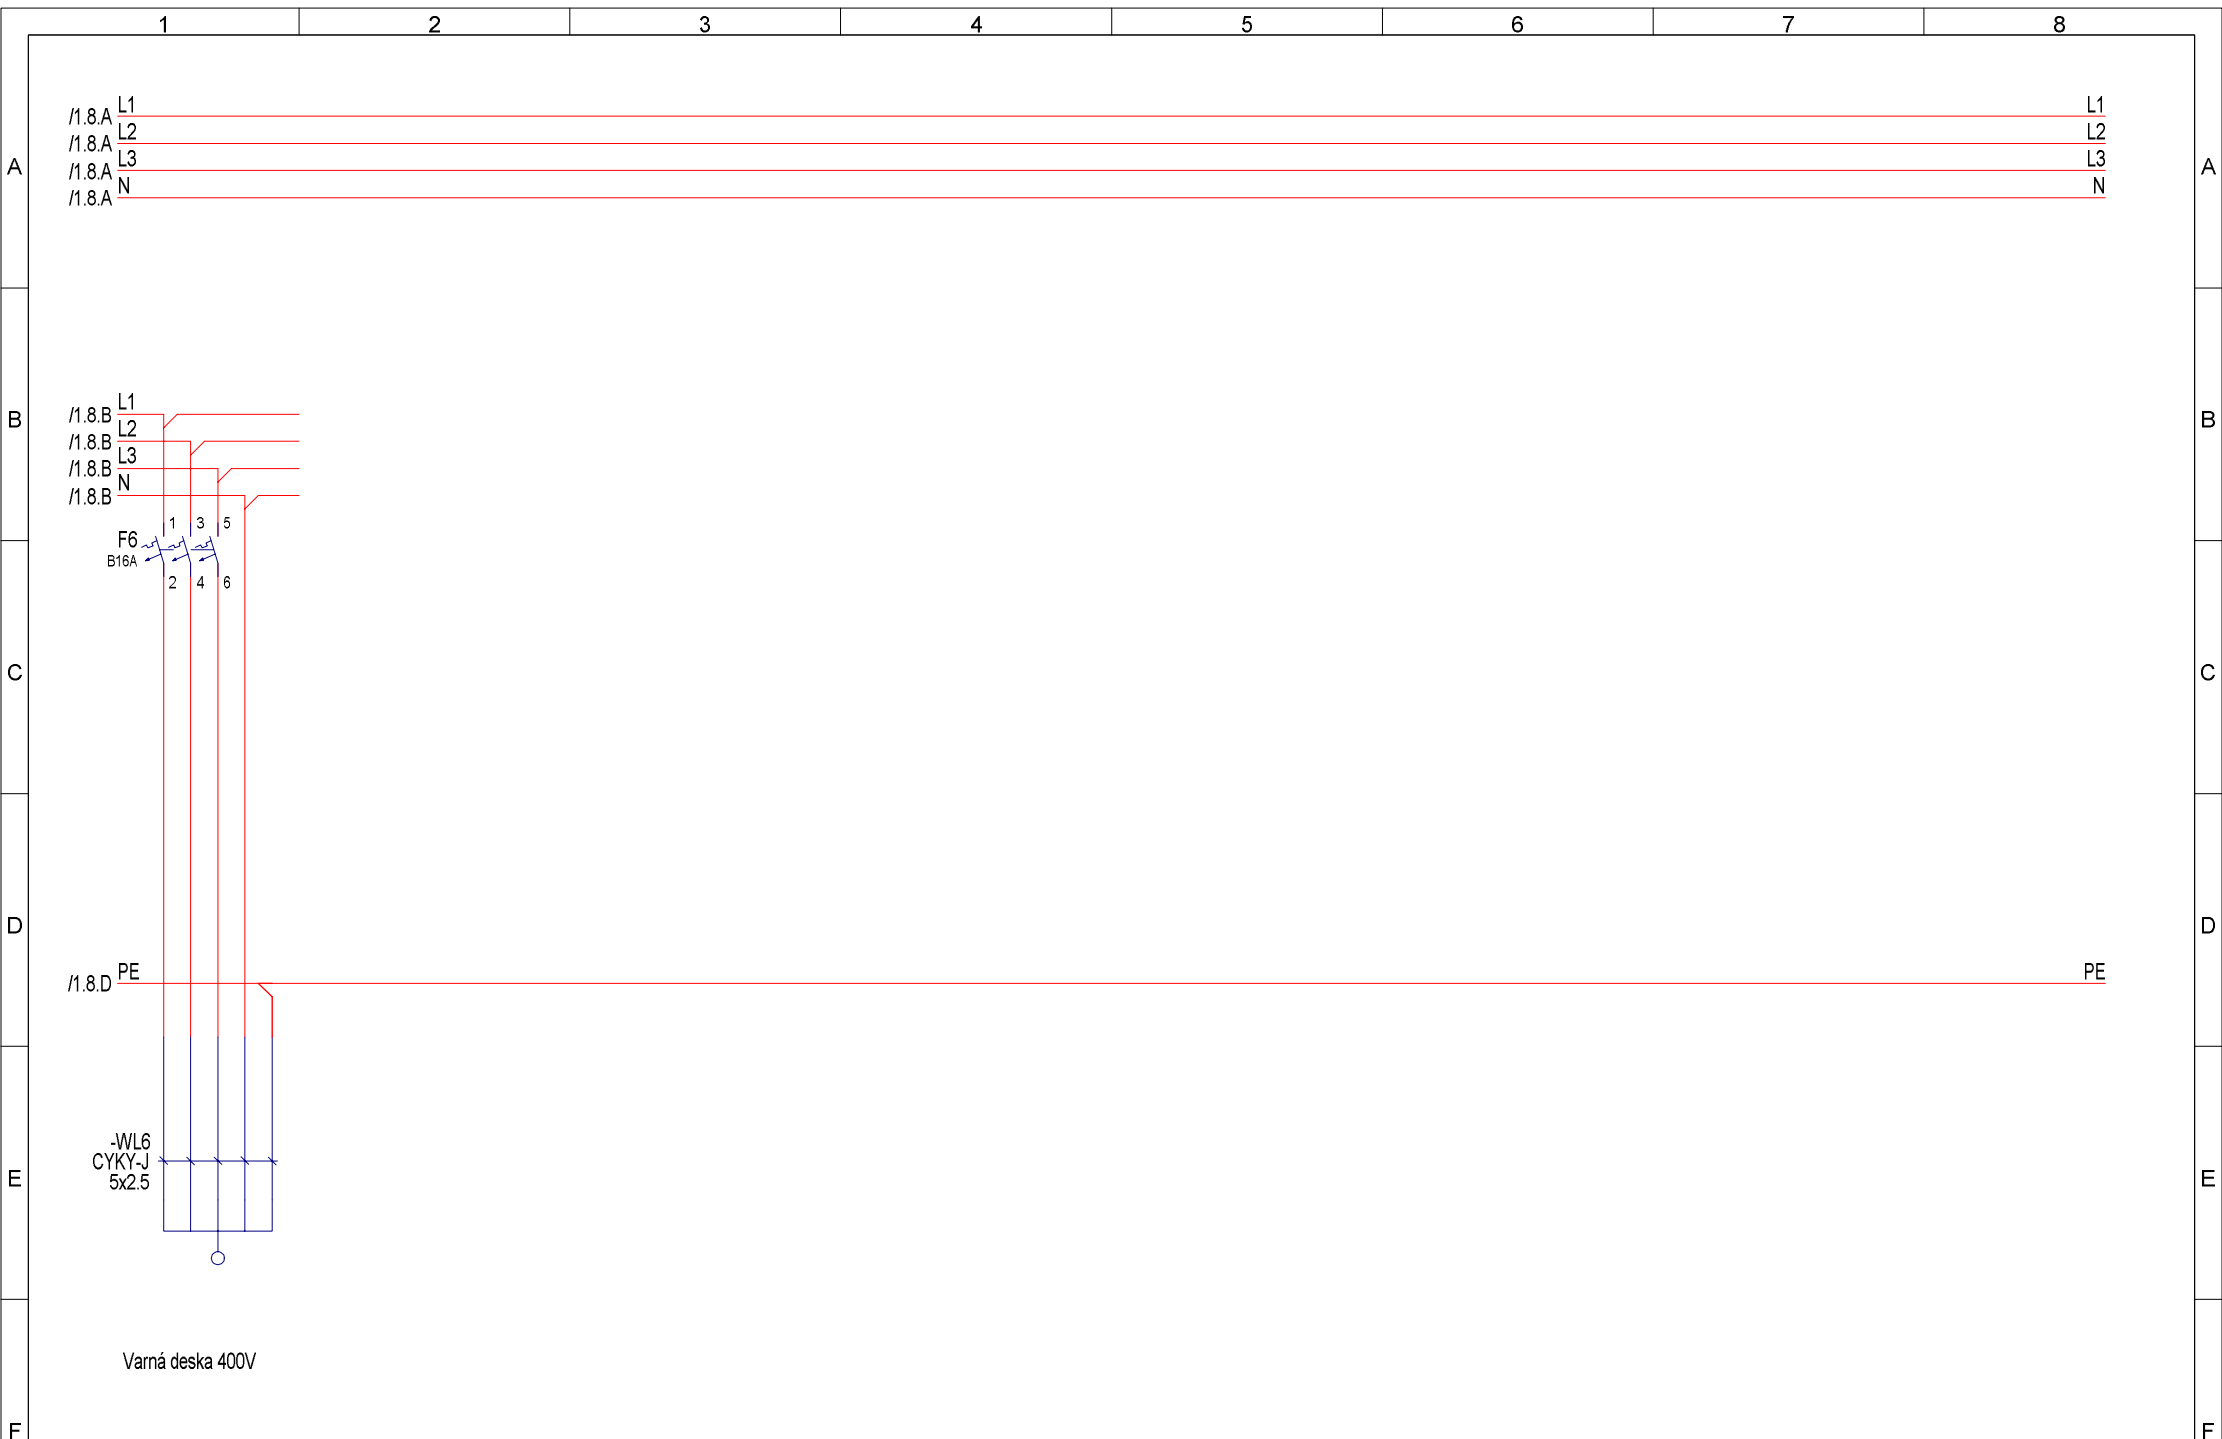 1 2 3 4 5 6 7 8
/1.8.A L1 L1
/1.8.A L2 L2
/1.8.A L3 L3
/1.8.A N N
A A
/1.8.B L1
/1.8.B L2
/1.8.B L3
/1.8.B N
B B
1 3 5
F6
B16A
2 4 6
C C
D D
/1.8.D PE PE
-WL6
CYKY-J
5x2.5
E E
Varná deska 400V
F F